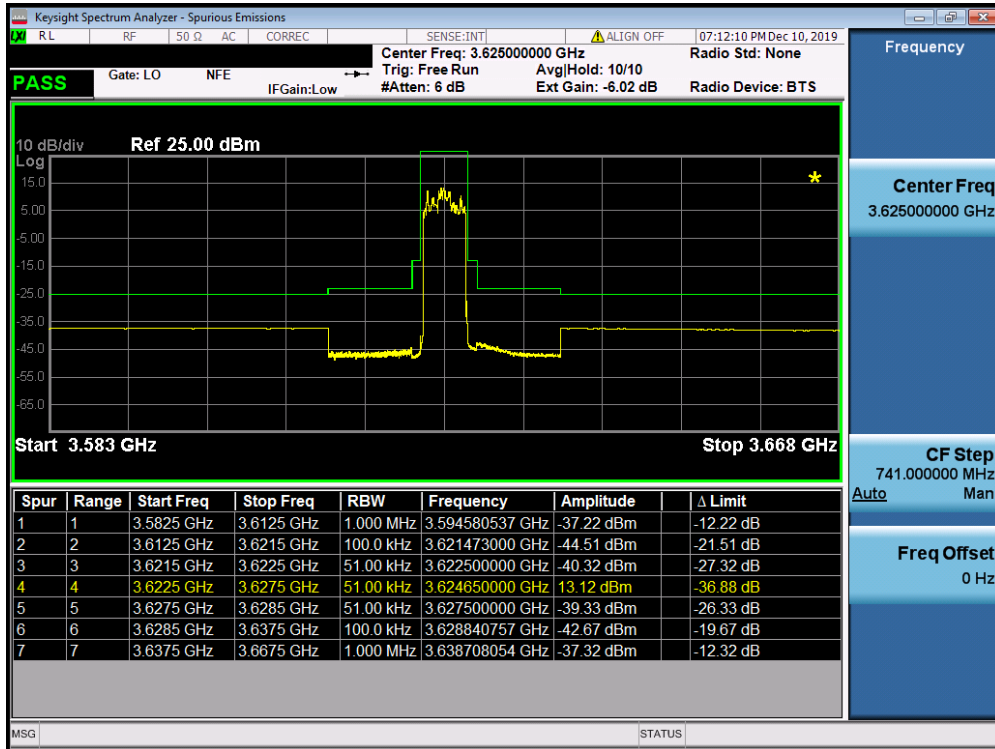 Keysight Spectrum Analyzer - Spurious Emissions
LXI RL RF 50 Ω AC CORREC SENSE:INT ALIGN OFF 07:12:10 PM Dec 10, 2019
Center Freq: 3.625000000 GHz Radio Std: None
PASS Gate: LO NFE Trig: Free Run Avg|Hold: 10/10
IFGain:Low #Atten: 6 dB Ext Gain: -6.02 dB Radio Device: BTS
10 dB/div Ref 25.00 dBm
Log
15.0
5.00
-5.00
-15.0
-25.0
-35.0
-45.0
-55.0
-65.0
*
Start 3.583 GHz Stop 3.668 GHz
Spur Range Start Freq Stop Freq RBW Frequency Amplitude Δ Limit
1 1 3.5825 GHz 3.6125 GHz 1.000 MHz 3.594580537 GHz -37.22 dBm -12.22 dB
2 2 3.6125 GHz 3.6215 GHz 100.0 kHz 3.621473000 GHz -44.51 dBm -21.51 dB
3 3 3.6215 GHz 3.6225 GHz 51.00 kHz 3.622500000 GHz -40.32 dBm -27.32 dB
4 4 3.6225 GHz 3.6275 GHz 51.00 kHz 3.624650000 GHz 13.12 dBm -36.88 dB
5 5 3.6275 GHz 3.6285 GHz 51.00 kHz 3.627500000 GHz -39.33 dBm -26.33 dB
6 6 3.6285 GHz 3.6375 GHz 100.0 kHz 3.628840757 GHz -42.67 dBm -19.67 dB
7 7 3.6375 GHz 3.6675 GHz 1.000 MHz 3.638708054 GHz -37.32 dBm -12.32 dB
MSG STATUS
Frequency
Center Freq
3.625000000 GHz
CF Step
741.000000 MHz
Auto Man
Freq Offset
0 Hz